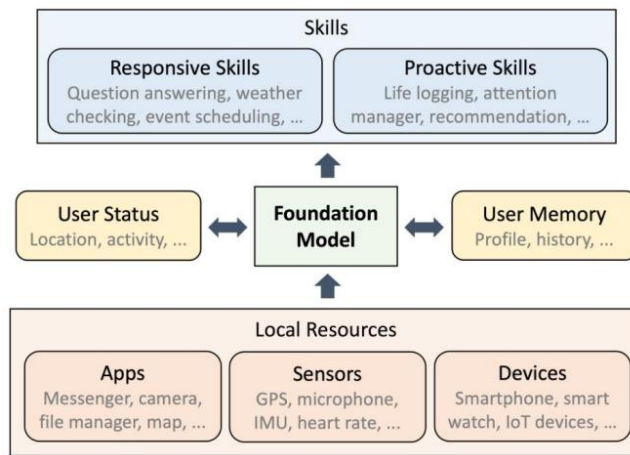 Skills
Responsive Skills
Question answering, weather
checking, event scheduling, ...
Proactive Skills
Life logging, attention
manager, recommendation, ...
User Status
Location, activity, ...
Foundation
Model
User Memory
Profile, history, ...
Local Resources
Apps
Messenger, camera,
file manager, map, ...
Sensors
GPS, microphone,
IMU, heart rate, ...
Devices
Smartphone, smart
watch, IoT devices, ...